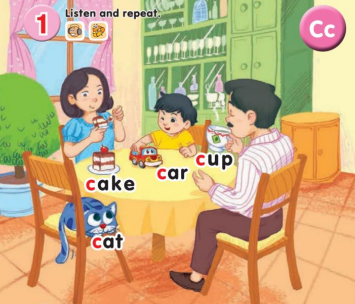 1 Listen and repeat.
Cc
cup
car
cake
cat